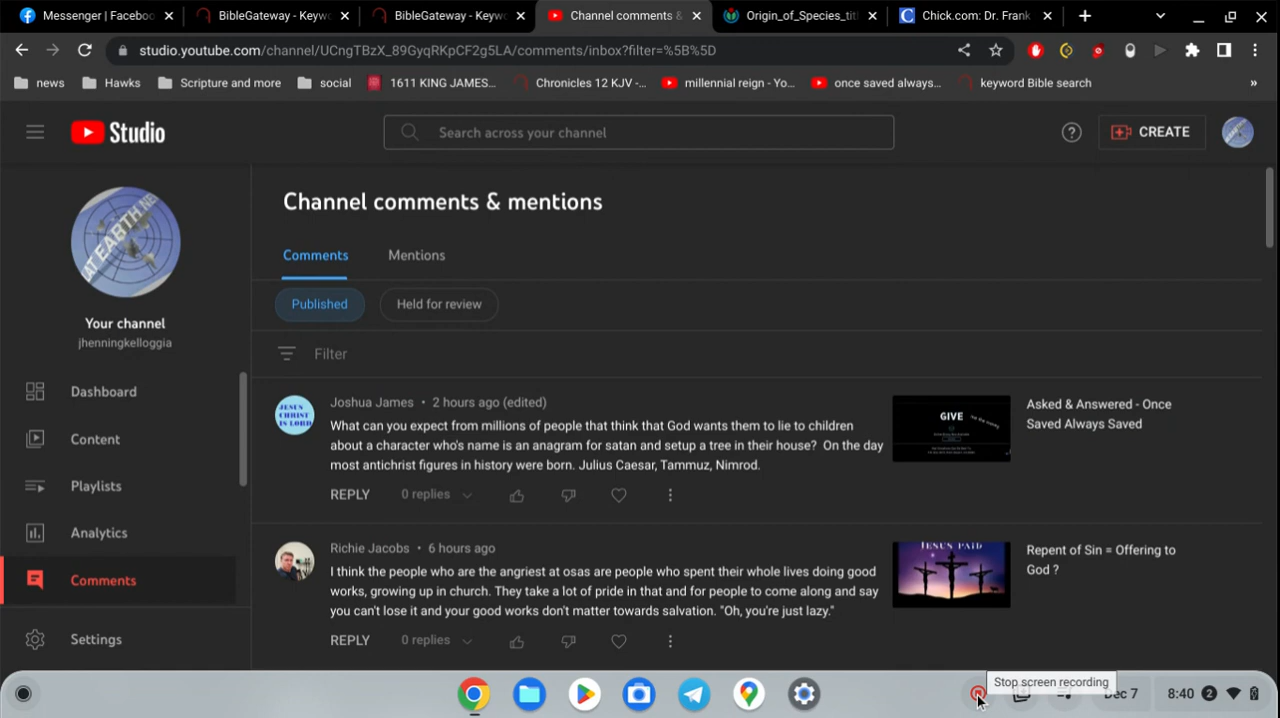 Messenger | Faceboo
BibleGateway - Keyw
BibleGateway - Keyw
Channel comments &
Origin_of_Species_titl
Chick.com: Dr. Frank
studio.youtube.com/channel/UCngTBzX_89GyqRKpCF2g5LA/comments/inbox?filter=%5B%5D
news
Hawks
Scripture and more
social
1611 KING JAMES...
Chronicles 12 KJV -...
millennial reign - Yo...
once saved always...
keyword Bible search
»
Studio
Search across your channel
CREATE
Your channel
jhenningkelloggia
Dashboard
Content
Playlists
Analytics
Comments
Settings
Channel comments & mentions
Comments
Mentions
Published
Held for review
Filter
JESUS
CHRIST
IS LORD
Joshua James • 2 hours ago (edited)
What can you expect from millions of people that think that God wants them to lie to children
about a character who's name is an anagram for satan and setup a tree in their house? On the day
most antichrist figures in history were born. Julius Caesar, Tammuz, Nimrod.
REPLY
0 replies
GIVE
Asked & Answered - Once
Saved Always Saved
Richie Jacobs • 6 hours ago
I think the people who are the angriest at osas are people who spent their whole lives doing good
works, growing up in church. They take a lot of pride in that and for people to come along and say
you can't lose it and your good works don't matter towards salvation. "Oh, you're just lazy."
REPLY
0 replies
JESUS PAID
Repent of Sin = Offering to
God ?
Stop screen recording
Dec 7
8:40
2